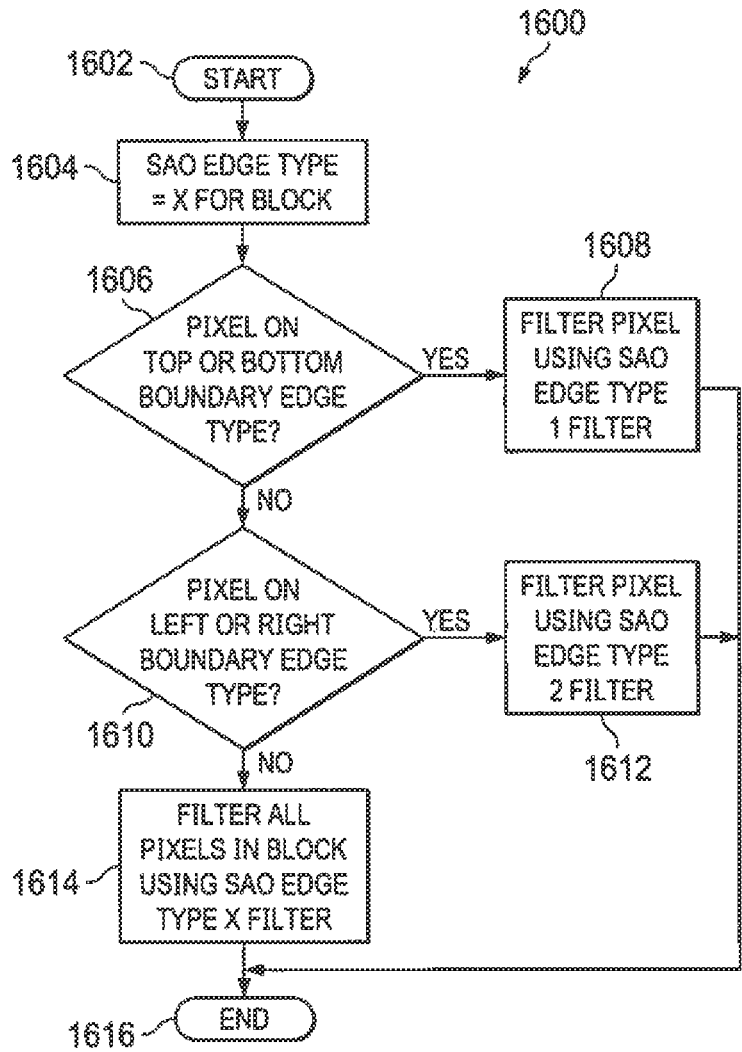 1600
1602
START
1604
SAO EDGE TYPE
= X FOR BLOCK
1606
PIXEL ON
TOP OR BOTTOM
BOUNDARY EDGE
TYPE?
YES
1608
FILTER PIXEL
USING SAO
EDGE TYPE
1 FILTER
NO
PIXEL ON
LEFT OR RIGHT
BOUNDARY EDGE
TYPE?
1610
YES
FILTER PIXEL
USING SAO
EDGE TYPE
2 FILTER
1612
NO
1614
FILTER ALL
PIXELS IN BLOCK
USING SAO EDGE
TYPE X FILTER
1616
END